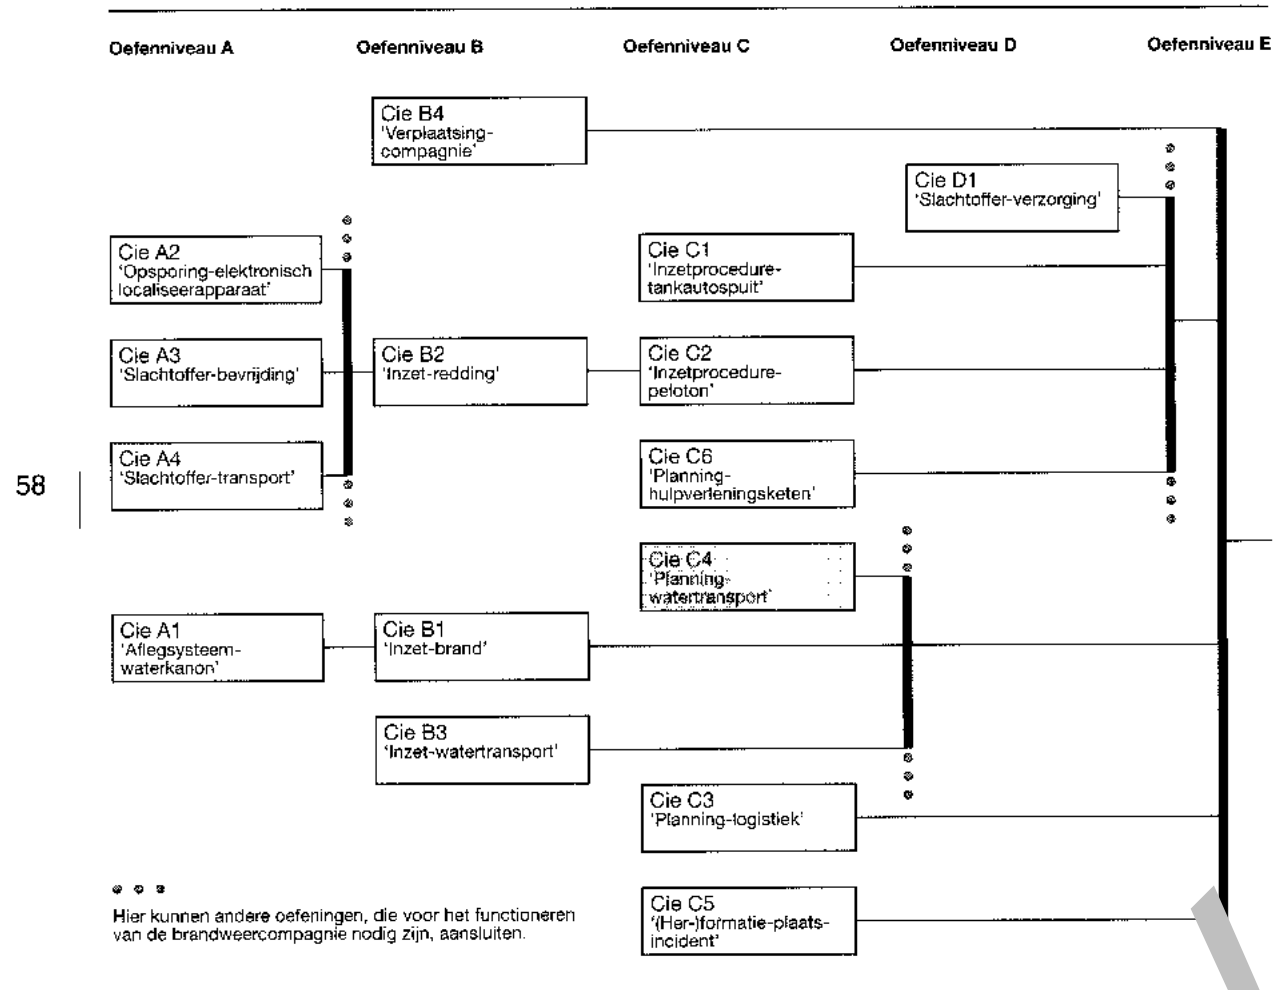 Oefenniveau A
Oefenniveau B
Oefenniveau C
Oefenniveau D
Oefenniveau E
Cie B4
'Verplaatsing-
compagnie'
Cie D1
'Slachtoffer-verzorging'
Cie A2
'Opsporing-elektronisch
localiseerapparaat'
Cie C1
'Inzetprocedure-
tankautospuit'
Cie A3
'Slachtoffer-bevrijding'
Cie B2
'Inzet-redding'
Cie C2
'Inzetprocedure-
peloton'
Cie A4
'Slachtoffer-transport'
Cie C6
'Planning-
hulpverleningsketen'
58
Cie C4
'Planning-
watertransport'
Cie A1
'Aflegsysteem-
waterkanon'
Cie B1
'Inzet-brand'
Cie B3
'Inzet-watertransport'
Cie C3
'Planning-logistiek'
Cie C5
'(Her-)formatie-plaats-
incident'
Hier kunnen andere oefeningen, die voor het functioneren
van de brandweercompagnie nodig zijn, aansluiten.